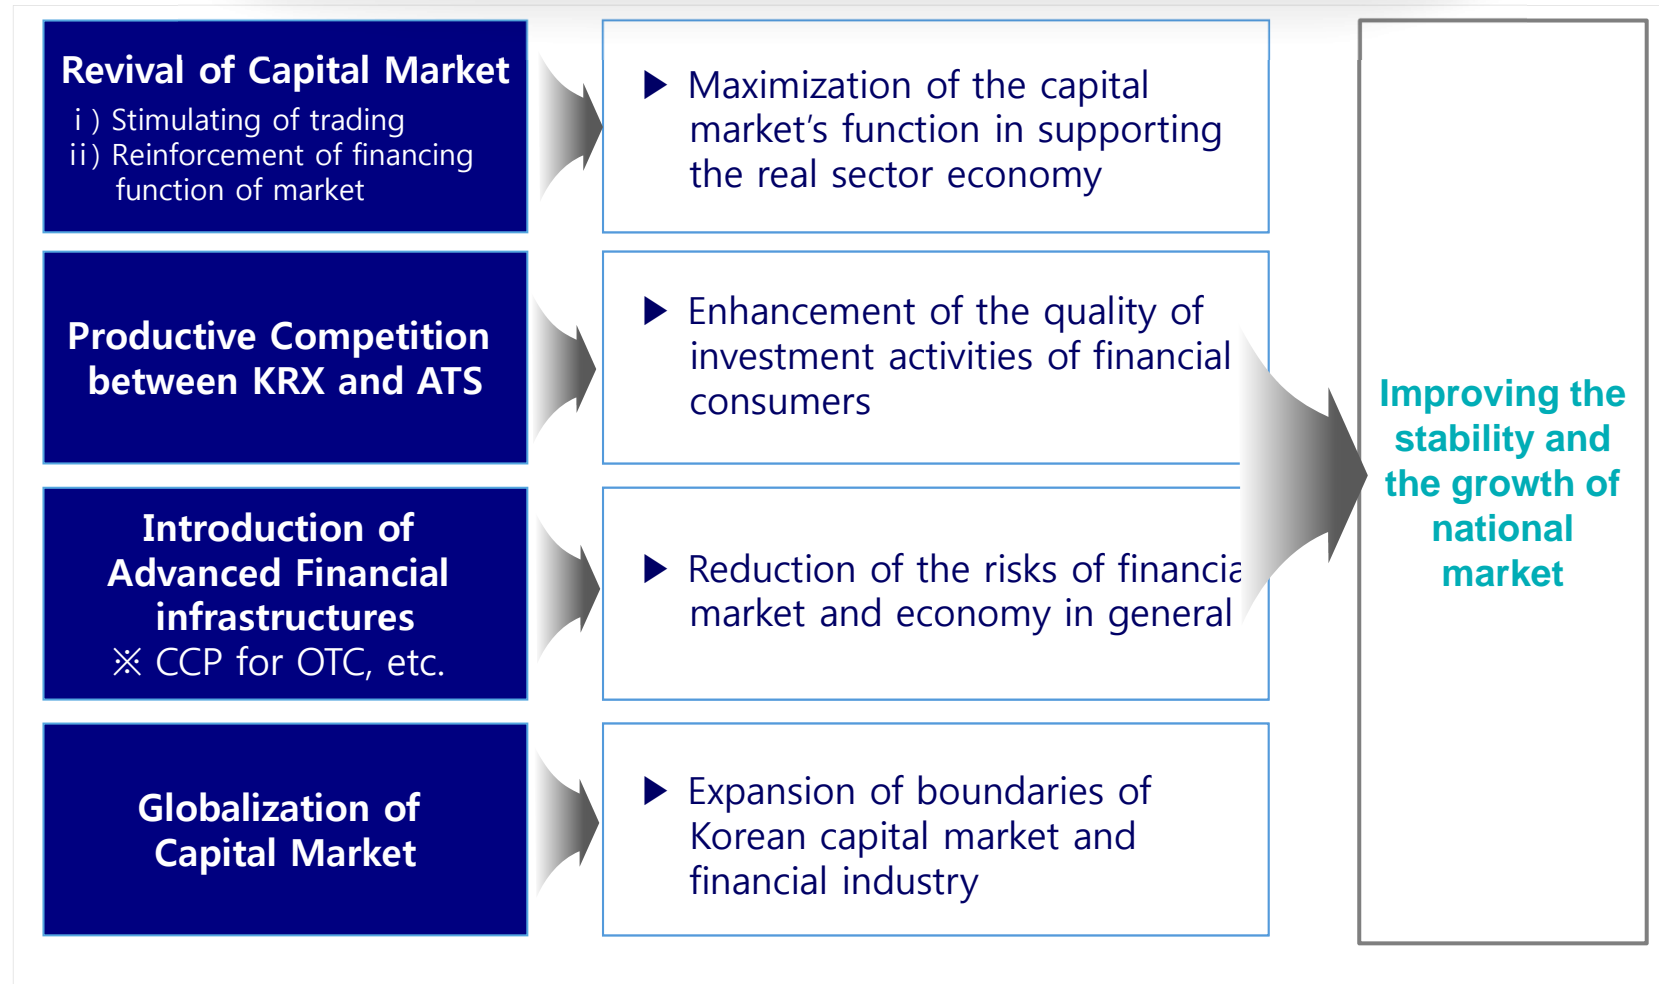 Revival of Capital Market
ⅰ) Stimulating of trading
ⅱ) Reinforcement of financing
function of market
▶ Maximization of the capital
market’s function in supporting
the real sector economy
Productive Competition
between KRX and ATS
▶ Enhancement of the quality of
investment activities of financial
consumers
Introduction of
Advanced Financial
infrastructures
※ CCP for OTC, etc.
▶ Reduction of the risks of financia
market and economy in general
Globalization of
Capital Market
▶ Expansion of boundaries of
Korean capital market and
financial industry
Improving the
stability and
the growth of
national
market